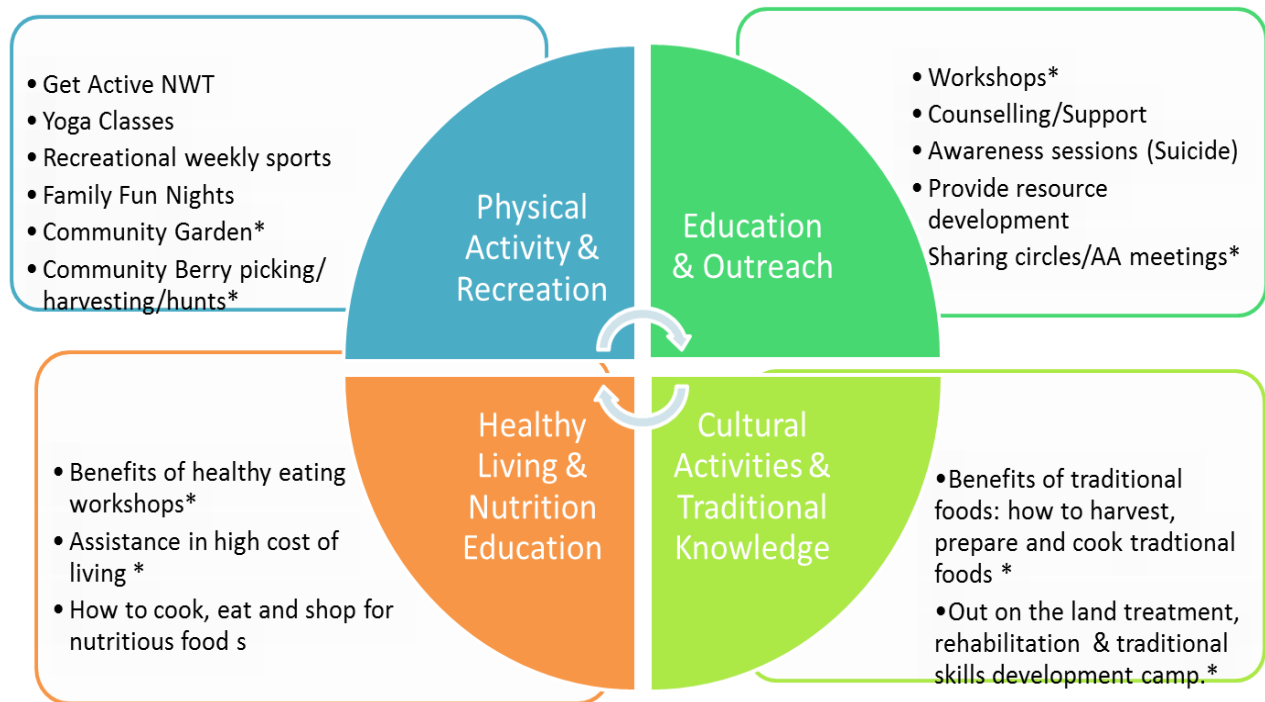 • Get Active NWT
• Yoga Classes
• Recreational weekly sports
• Family Fun Nights
• Community Garden*
• Community Berry picking/
harvesting/hunts*
Physical
Activity &
Recreation
Education
& Outreach
• Workshops*
• Counselling/Support
• Awareness sessions (Suicide)
• Provide resource
development
Sharing circles/AA meetings*
• Benefits of healthy eating
workshops*
• Assistance in high cost of
living *
• How to cook, eat and shop for
nutritious food s
Healthy
Living &
Nutrition
Education
Cultural
Activities &
Traditional
Knowledge
•Benefits of traditional
foods: how to harvest,
prepare and cook tradtional
foods *
•Out on the land treatment,
rehabilitation & traditional
skills development camp.*